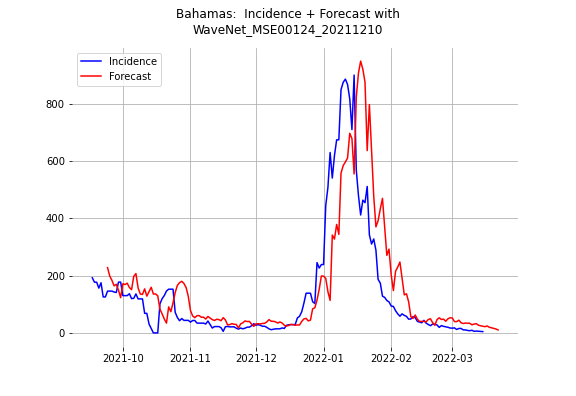 Bahamas:  Incidence + Forecast with
WaveNet_MSE00124_20211210
Incidence
Forecast
800
600
400
200
0
2021-10
2021-11
2021-12
2022-01
2022-02
2022-03